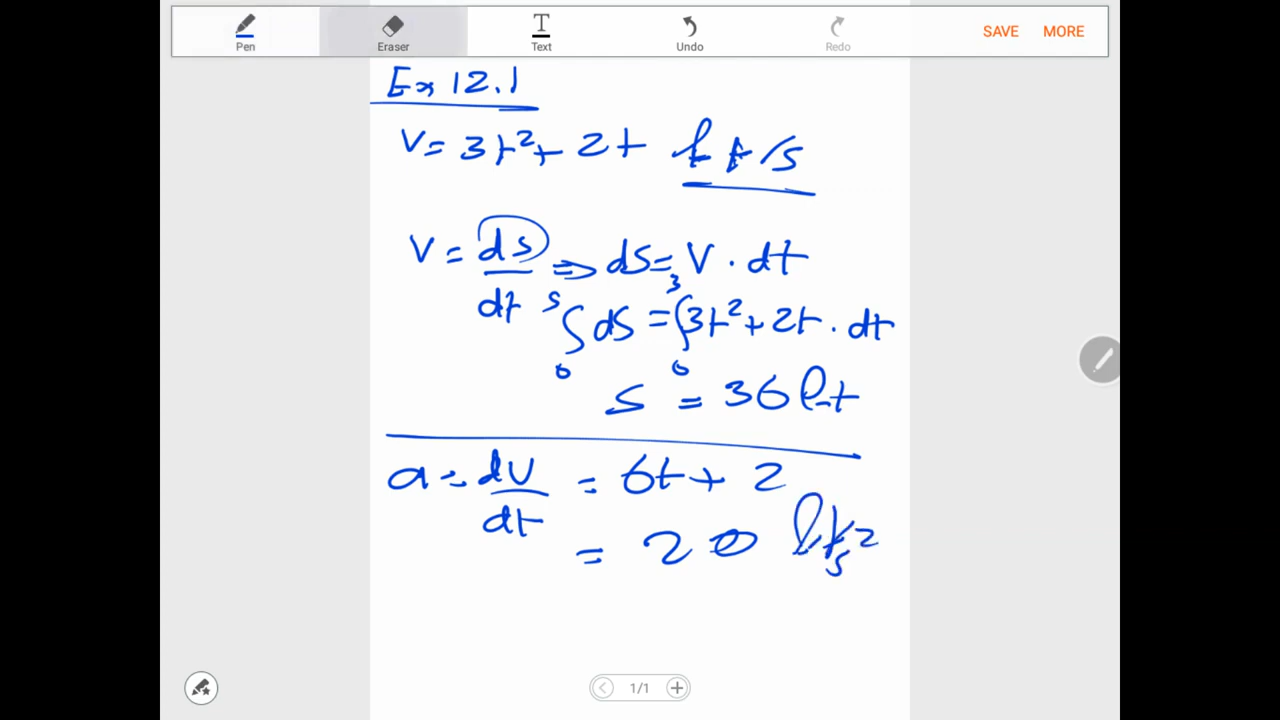 Pen Eraser Text Undo Redo SAVE MORE
Ex 12.1
V = 3t² + 2t ft/s
V = ds/dt ⇒ ds = V · dt
∫₀ˢ ds = ∫₀³ 3t² + 2t · dt
s = 36 ft
a = dv/dt = 6t + 2
= 20 ft/s²
1/1